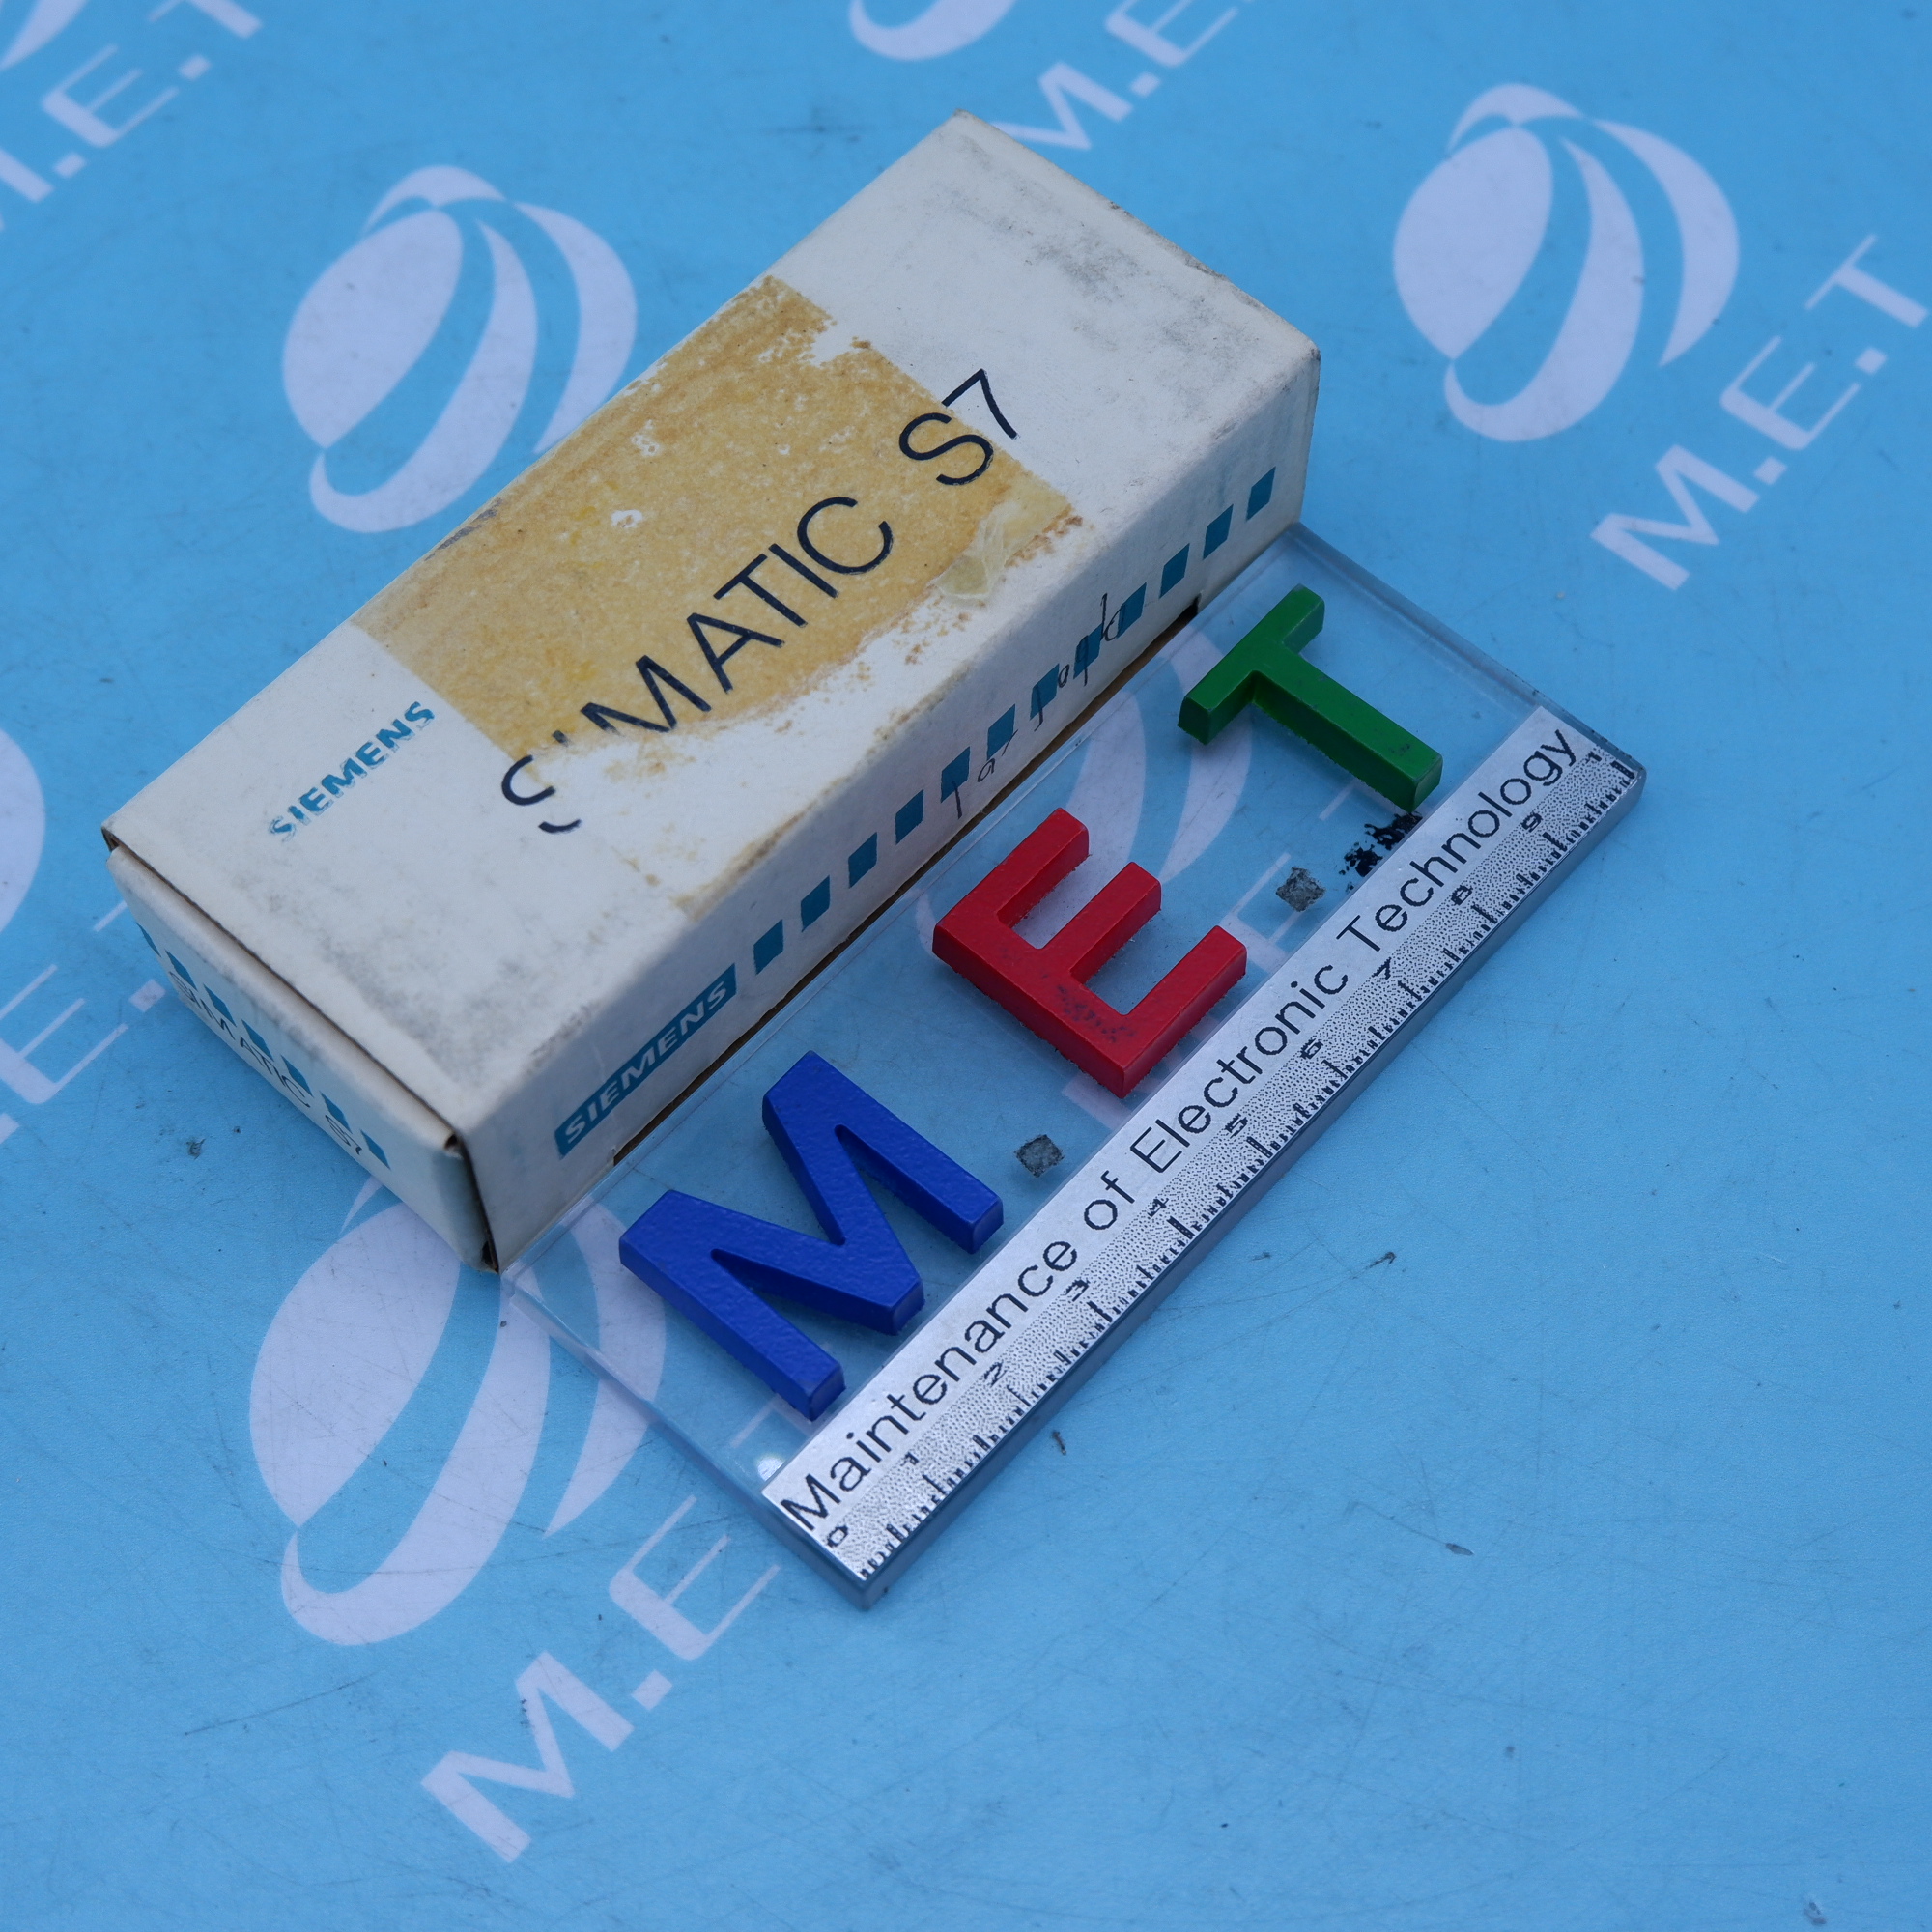 SIEMENS
SIMATIC S7
SIEMENS
SIMATIC S7
M E T
Maintenance of Electronic Technology
0 1 2 3 4 5 6 7 8 9
M.E.T
M.E.T
M.E.T
M.E.T
M.E.T